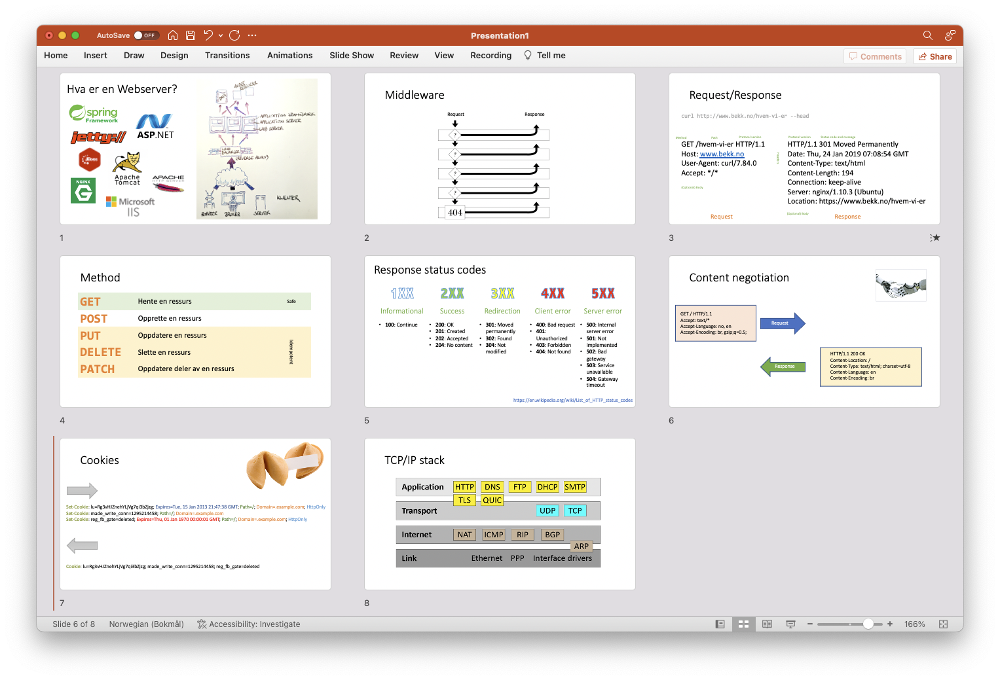 AutoSave OFF
Presentation1
Home Insert Draw Design Transitions Animations Slide Show Review View Recording Tell me
Comments Share
Hva er en Webserver?
spring
Framework
ASP.NET
jetty://
JBoss
Apache
Tomcat
APACHE
HTTP SERVER
NGINX
G
Microsoft
IIS
DATA
ANDRE
APPLICATION FRAMEWORK
APPLICATION SERVER
WEB SERVER
LOAD
BALANCER
(REVERSE PROXY)
ROBOTER BRUKER SERVER
KLIENTER
1
Middleware
Request Response
?
?
?
?
404
2
Request/Response
curl http://www.bekk.no/hvem-vi-er --head
Method Path Protocol version
GET /hvem-vi-er HTTP/1.1
Host: www.bekk.no
User-Agent: curl/7.84.0
Accept: */*
(Optional) Body
Request
Headers
Protocol version Status code and message
HTTP/1.1 301 Moved Permanently
Date: Thu, 24 Jan 2019 07:08:54 GMT
Content-Type: text/html
Content-Length: 194
Connection: keep-alive
Server: nginx/1.10.3 (Ubuntu)
Location: https://www.bekk.no/hvem-vi-er
(Optional) Body
Response
3
Method
GET Hente en ressurs Safe
POST Opprette en ressurs
PUT Oppdatere en ressurs
DELETE Slette en ressurs
PATCH Oppdatere deler av en ressurs
Idempotent
4
Response status codes
1XX 2XX 3XX 4XX 5XX
Informational Success Redirection Client error Server error
• 100: Continue
• 200: OK
• 201: Created
• 202: Accepted
• 204: No content
• 301: Moved
permanently
• 302: Found
• 304: Not
modified
• 400: Bad request
• 401:
Unauthorized
• 403: Forbidden
• 404: Not found
• 500: Internal
server error
• 501: Not
implemented
• 502: Bad
gateway
• 503: Service
unavailable
• 504: Gateway
timeout
https://en.wikipedia.org/wiki/List_of_HTTP_status_codes
5
Content negotiation
GET / HTTP/1.1
Accept: text/*
Accept-Language: no, en
Accept-Encoding: br, gzip;q=0.5;
Request
Response
HTTP/1.1 200 OK
Content-Location: /
Content-Type: text/html; charset=utf-8
Content-Language: en
Content-Encoding: br
6
Cookies
Set-Cookie: lu=Rg3vHJZnehYLjVg7qi3bZjzg; Expires=Tue, 15 Jan 2013 21:47:38 GMT; Path=/; Domain=.example.com; HttpOnly
Set-Cookie: made_write_conn=1295214458; Path=/; Domain=.example.com
Set-Cookie: reg_fb_gate=deleted; Expires=Thu, 01 Jan 1970 00:00:01 GMT; Path=/; Domain=.example.com; HttpOnly
Cookie: lu=Rg3vHJZnehYLjVg7qi3bZjzg; made_write_conn=1295214458; reg_fb_gate=deleted
7
TCP/IP stack
Application HTTP DNS FTP DHCP SMTP
TLS QUIC
Transport UDP TCP
Internet NAT ICMP RIP BGP
ARP
Link Ethernet PPP Interface drivers
8
Slide 6 of 8 Norwegian (Bokmål) Accessibility: Investigate
166%